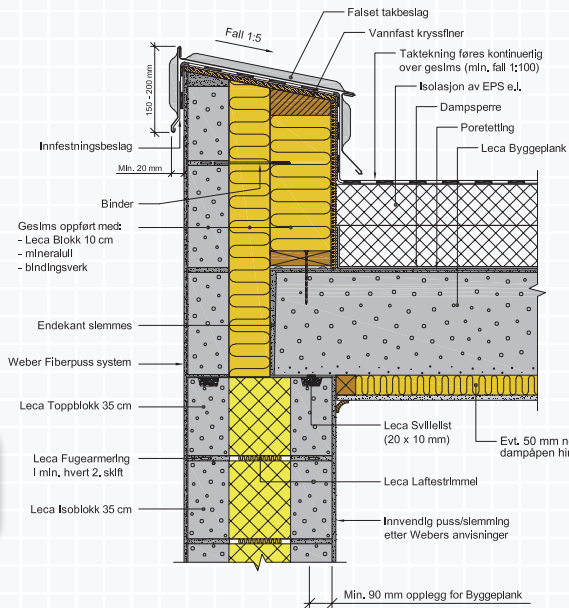 Falset takbeslag
Fall 1:5
Vannfast kryssfiner
Taktekning føres kontinuerlig
over gesims (min. fall 1:100)
150 - 200 mm
Isolasjon av EPS e.l.
Dampsperre
Poretetting
Innfestningsbeslag
Leca Byggeplank
Min. 20 mm
Binder
Gesims oppført med:
- Leca Blokk 10 cm
- mineralull
- bindingsverk
Endekant slemmes
Weber Fiberpuss system
Leca Toppblokk 35 cm
Leca Svillelist
(20 x 10 mm)
Evt. 50 mm n
dampåpen hi
Leca Fugearmering
i min. hvert 2. skift
Leca Laftestrimmel
Leca Isoblokk 35 cm
Innvendig puss/slemming
etter Webers anvisninger
Min. 90 mm opplegg for Byggeplank